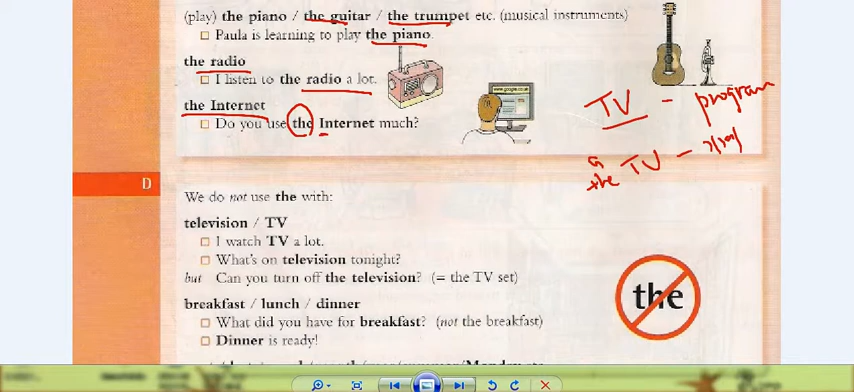 (play) the piano / the guitar / the trumpet etc. (musical instruments)
Paula is learning to play the piano.
the radio
I listen to the radio a lot.
the Internet
Do you use the Internet much?
www.google.co.uk
TV - program
a
the TV -
D
We do not use the with:
television / TV
I watch TV a lot.
What's on television tonight?
but Can you turn off the television? (= the TV set)
breakfast / lunch / dinner
What did you have for breakfast? (not the breakfast)
Dinner is ready!
the